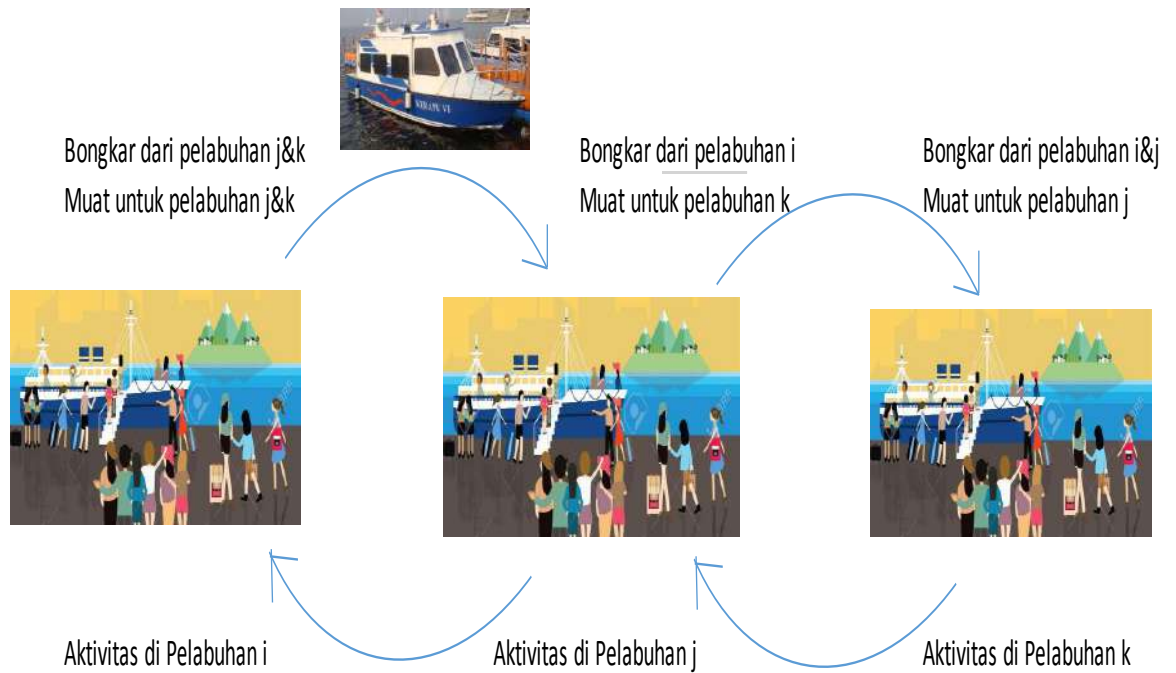 Bongkar dari pelabuhan j&k
Muat untuk pelabuhan j&k
Bongkar dari pelabuhan i
Muat untuk pelabuhan k
Bongkar dari pelabuhan i&j
Muat untuk pelabuhan j
Aktivitas di Pelabuhan i
Aktivitas di Pelabuhan j
Aktivitas di Pelabuhan k